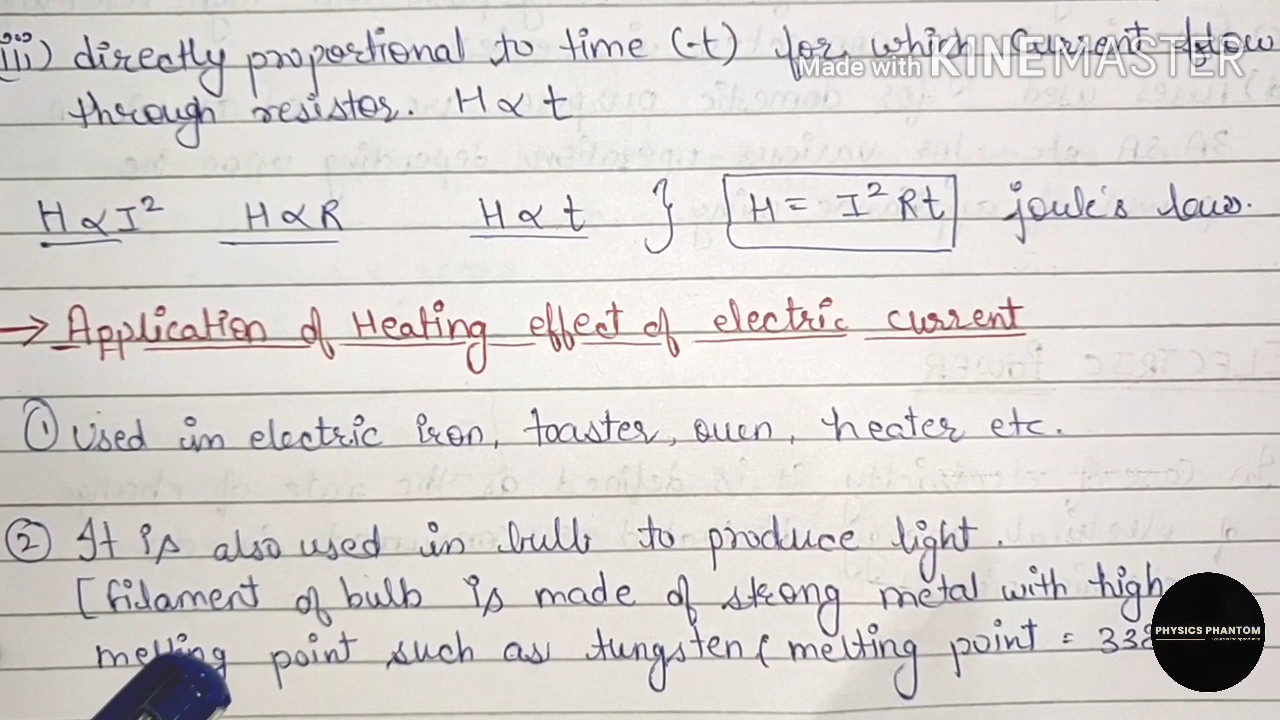 (iii) directly proportional to time (t) for which current flow
Made with KINEMASTER
through resistor. H ∝ t
H ∝ I² H ∝ R H ∝ t } H = I² Rt joule's law.
→ Application of Heating effect of electric current
① Used in electric iron, toaster, oven, heater etc.
② It is also used in bulb to produce light.
[filament of bulb is made of strong metal with high
melting point such as tungsten (melting point = 338
PHYSICS PHANTOM